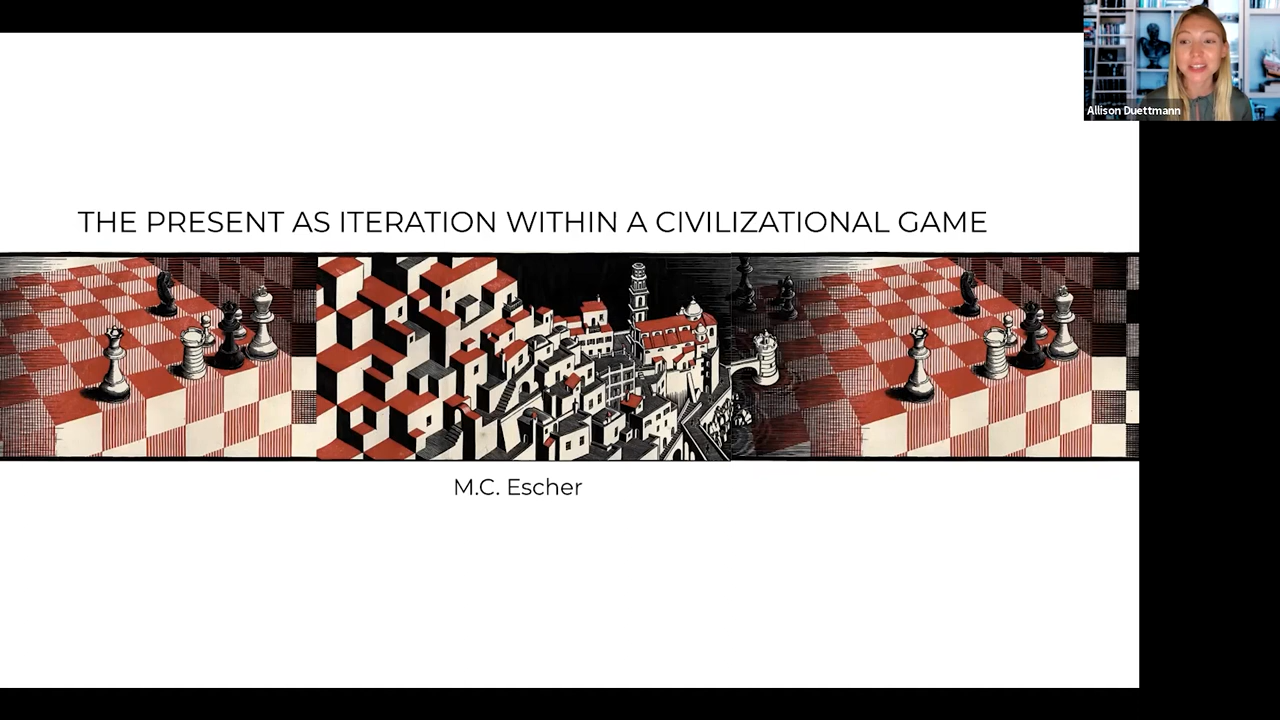 Allison Duettmann
THE PRESENT AS ITERATION WITHIN A CIVILIZATIONAL GAME
M.C. Escher